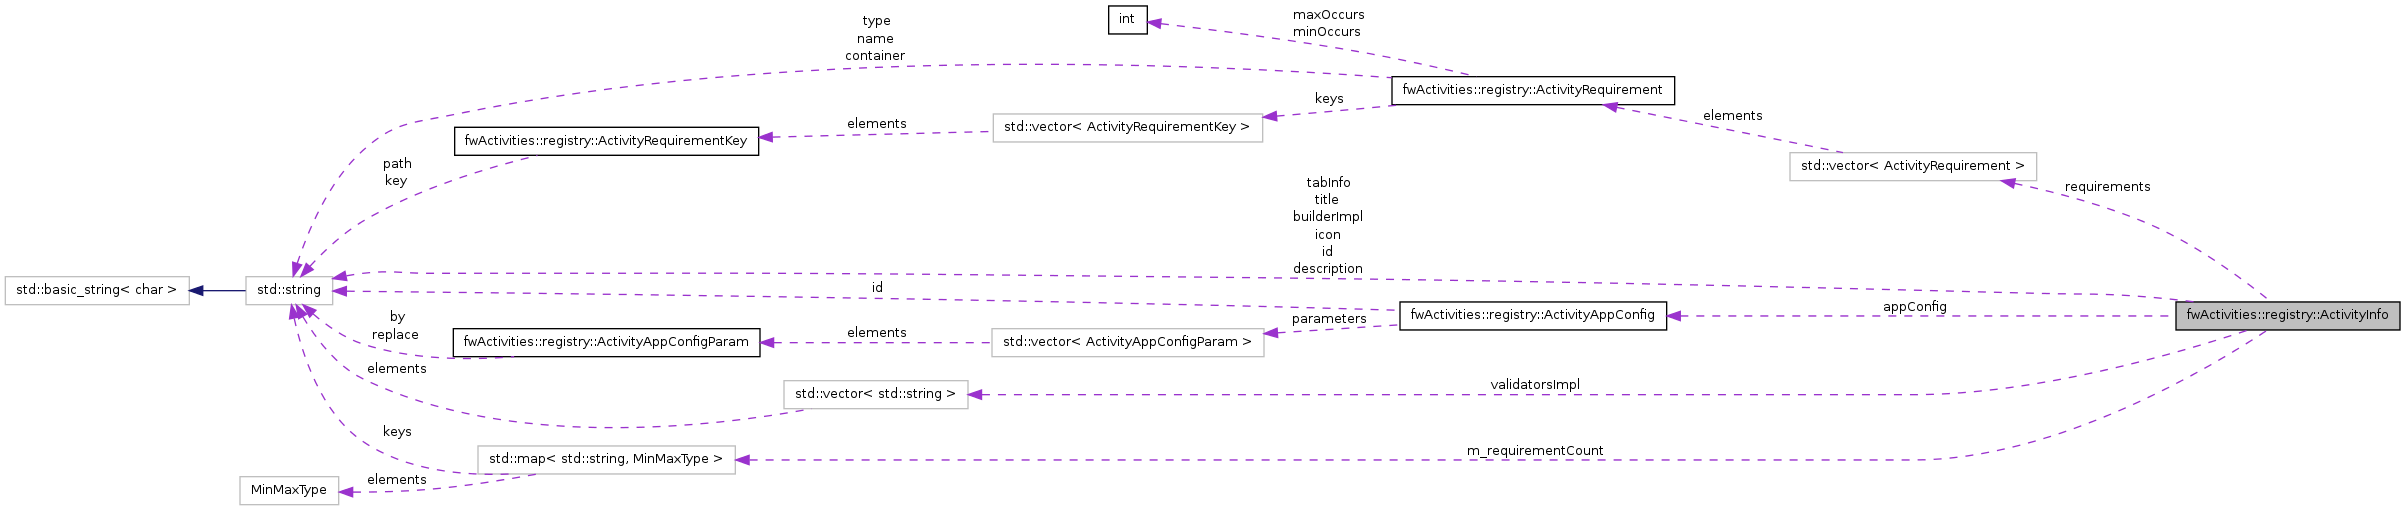 type
name
container
int
maxOccurs
minOccurs
fwActivities::registry::ActivityRequirement
keys
std::vector< ActivityRequirementKey >
elements
fwActivities::registry::ActivityRequirementKey
path
key
elements
std::vector< ActivityRequirement >
requirements
tabInfo
title
builderImpl
icon
id
description
std::basic_string< char >
std::string
id
appConfig
fwActivities::registry::ActivityInfo
fwActivities::registry::ActivityAppConfig
parameters
std::vector< ActivityAppConfigParam >
elements
fwActivities::registry::ActivityAppConfigParam
by
replace
elements
std::vector< std::string >
validatorsImpl
keys
std::map< std::string, MinMaxType >
m_requirementCount
elements
MinMaxType